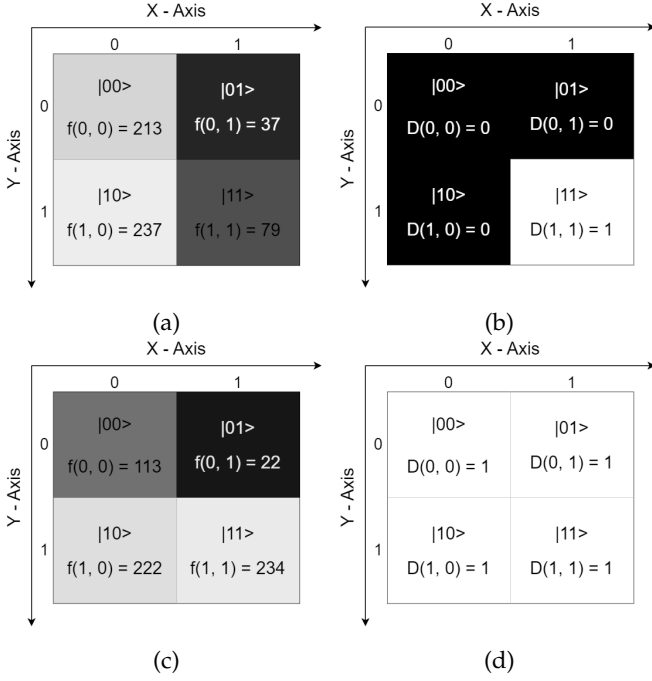 X - Axis
0 1
Y - Axis
0
|00>
f(0, 0) = 213
|01>
f(0, 1) = 37
1
|10>
f(1, 0) = 237
|11>
f(1, 1) = 79
(a)
X - Axis
0 1
Y - Axis
0
|00>
D(0, 0) = 0
|01>
D(0, 1) = 0
1
|10>
D(1, 0) = 0
|11>
D(1, 1) = 1
(b)
X - Axis
0 1
Y - Axis
0
|00>
f(0, 0) = 113
|01>
f(0, 1) = 22
1
|10>
f(1, 0) = 222
|11>
f(1, 1) = 234
(c)
X - Axis
0 1
Y - Axis
0
|00>
D(0, 0) = 1
|01>
D(0, 1) = 1
1
|10>
D(1, 0) = 1
|11>
D(1, 1) = 1
(d)